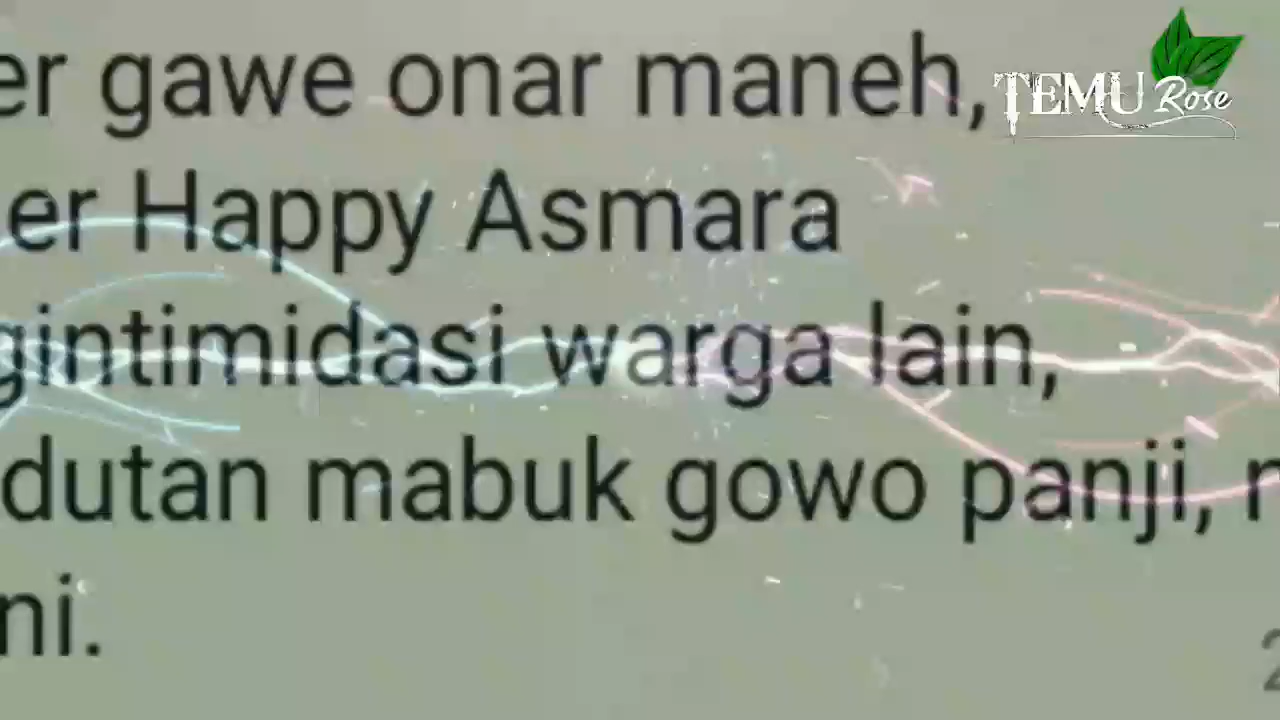 er gawe onar maneh,
er Happy Asmara
gintimidasi warga lain,
dutan mabuk gowo panji,
ni.
TEMU Rose